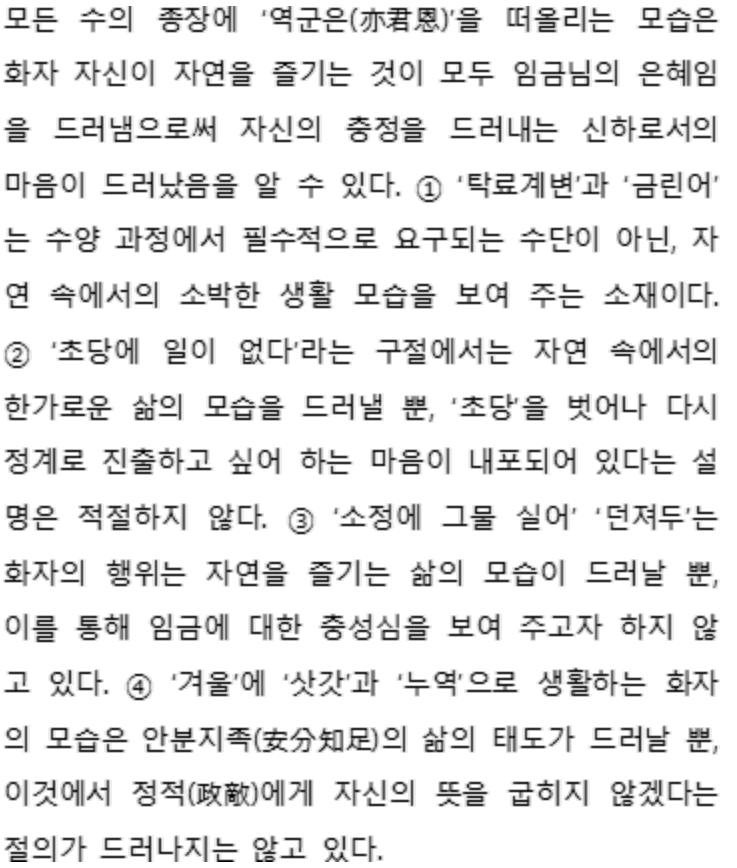 모든 수의 종장에 ‘역군은(亦君恩)’을 떠올리는 모습은
화자 자신이 자연을 즐기는 것이 모두 임금님의 은혜임
을 드러냄으로써 자신의 충정을 드러내는 신하로서의
마음이 드러났음을 알 수 있다. ① ‘탁료계변’과 ‘금린어’
는 수양 과정에서 필수적으로 요구되는 수단이 아닌, 자
연 속에서의 소박한 생활 모습을 보여 주는 소재이다.
② ‘초당에 일이 없다’라는 구절에서는 자연 속에서의
한가로운 삶의 모습을 드러낼 뿐, ‘초당’을 벗어나 다시
정계로 진출하고 싶어 하는 마음이 내포되어 있다는 설
명은 적절하지 않다. ③ ‘소정에 그물 실어’ ‘던져두’는
화자의 행위는 자연을 즐기는 삶의 모습이 드러날 뿐,
이를 통해 임금에 대한 충성심을 보여 주고자 하지 않
고 있다. ④ ‘겨울’에 ‘삿갓’과 ‘누역’으로 생활하는 화자
의 모습은 안분지족(安分知足)의 삶의 태도가 드러날 뿐,
이것에서 정적(政敵)에게 자신의 뜻을 굽히지 않겠다는
절의가 드러나지는 않고 있다.